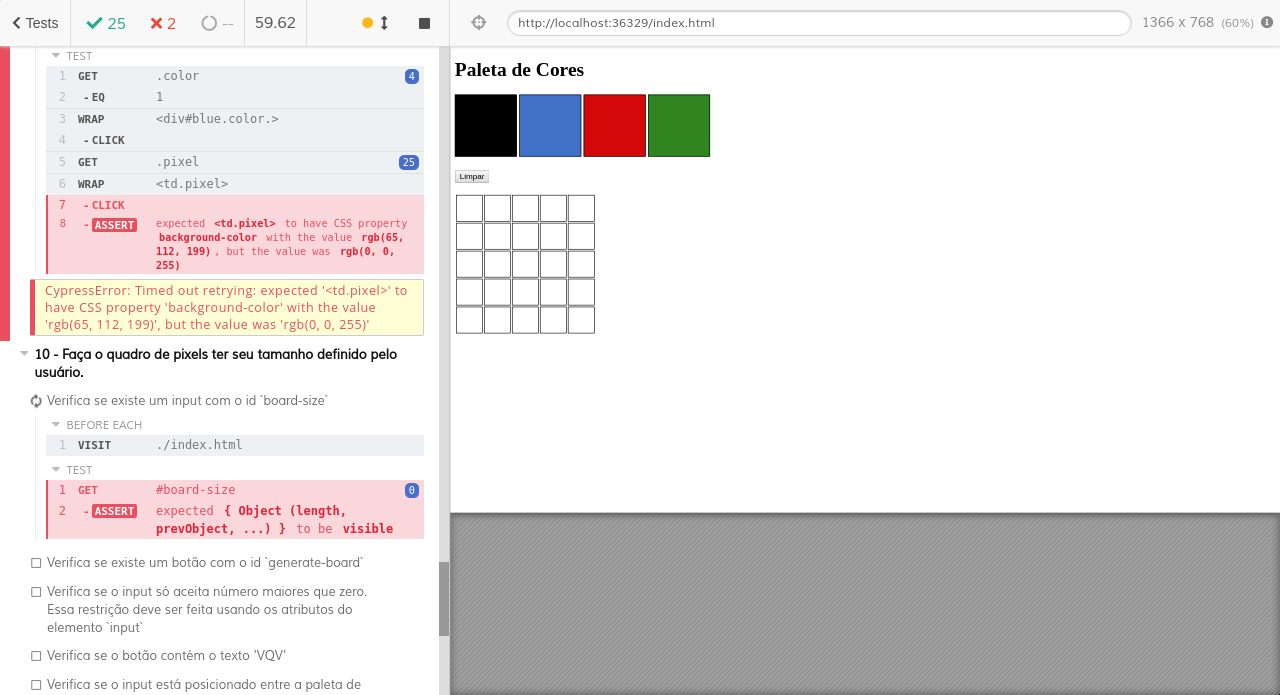 Tests 25 2 -- 59.62
http://localhost:36329/index.html 1366 x 768 (60%)
TEST
1 GET .color 4
2 - EQ 1
3 WRAP <div#blue.color.>
4 - CLICK
5 GET .pixel 25
6 WRAP <td.pixel>
7 - CLICK
8 - ASSERT expected <td.pixel> to have CSS property
background-color with the value rgb(65,
112, 199) , but the value was rgb(0, 0,
255)
CypressError: Timed out retrying: expected '<td.pixel>' to
have CSS property 'background-color' with the value
'rgb(65, 112, 199)', but the value was 'rgb(0, 0, 255)'
10 - Faça o quadro de pixels ter seu tamanho definido pelo
usuário.
Verifica se existe um input com o id `board-size`
BEFORE EACH
1 VISIT ./index.html
TEST
1 GET #board-size 0
2 - ASSERT expected { Object (length,
prevObject, ...) } to be visible
Verifica se existe um botão com o id `generate-board`
Verifica se o input só aceita número maiores que zero.
Essa restrição deve ser feita usando os atributos do
elemento `input`
Verifica se o botão contém o texto 'VQV'
Verifica se o input está posicionado entre a paleta de
Paleta de Cores
Limpar